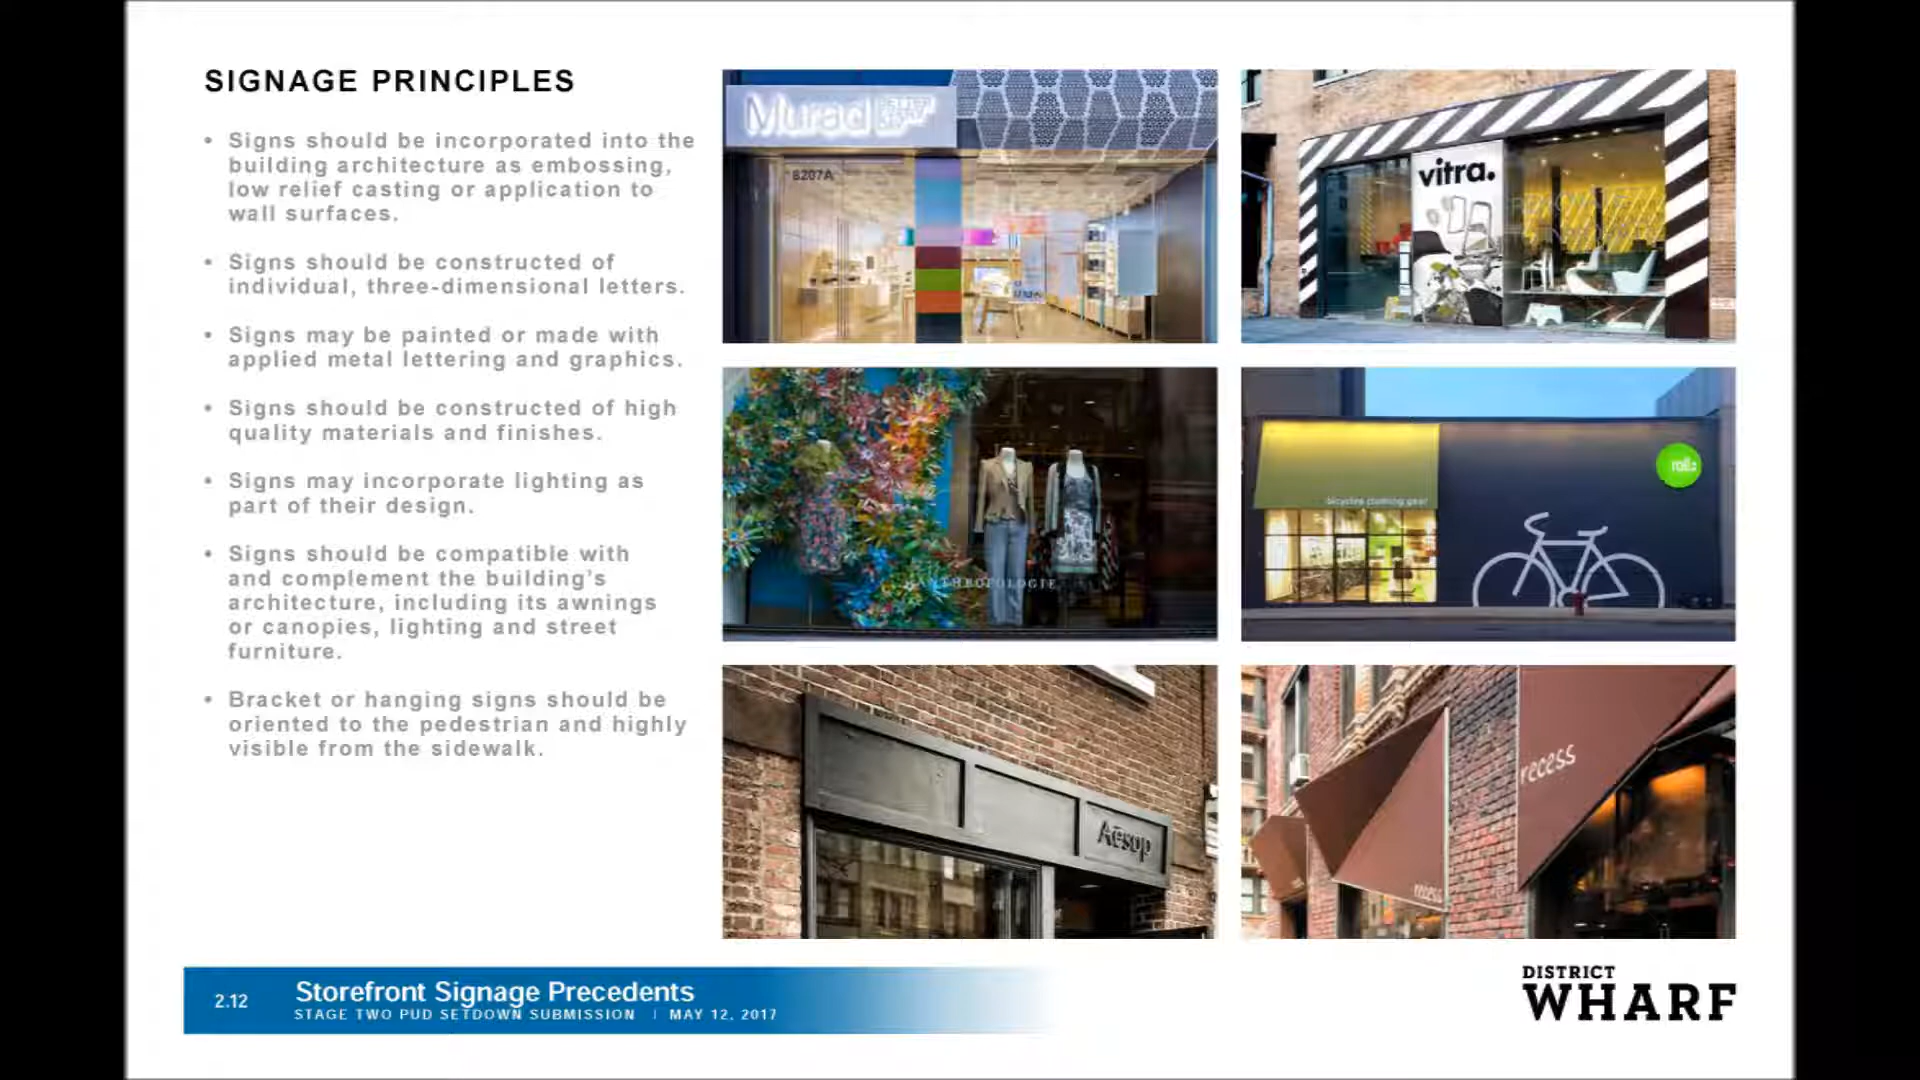 SIGNAGE PRINCIPLES
• Signs should be incorporated into the
building architecture as embossing,
low relief casting or application to
wall surfaces.
• Signs should be constructed of
individual, three-dimensional letters.
• Signs may be painted or made with
applied metal lettering and graphics.
• Signs should be constructed of high
quality materials and finishes.
• Signs may incorporate lighting as
part of their design.
• Signs should be compatible with
and complement the building's
architecture, including its awnings
or canopies, lighting and street
furniture.
• Bracket or hanging signs should be
oriented to the pedestrian and highly
visible from the sidewalk.
Murad
8207A
vitra.
ANTHROPOLOGIE
bicycles clothing gear
Aesop
recess
recess
2.12
Storefront Signage Precedents
STAGE TWO PUD SETDOWN SUBMISSION | MAY 12, 2017
DISTRICT
WHARF